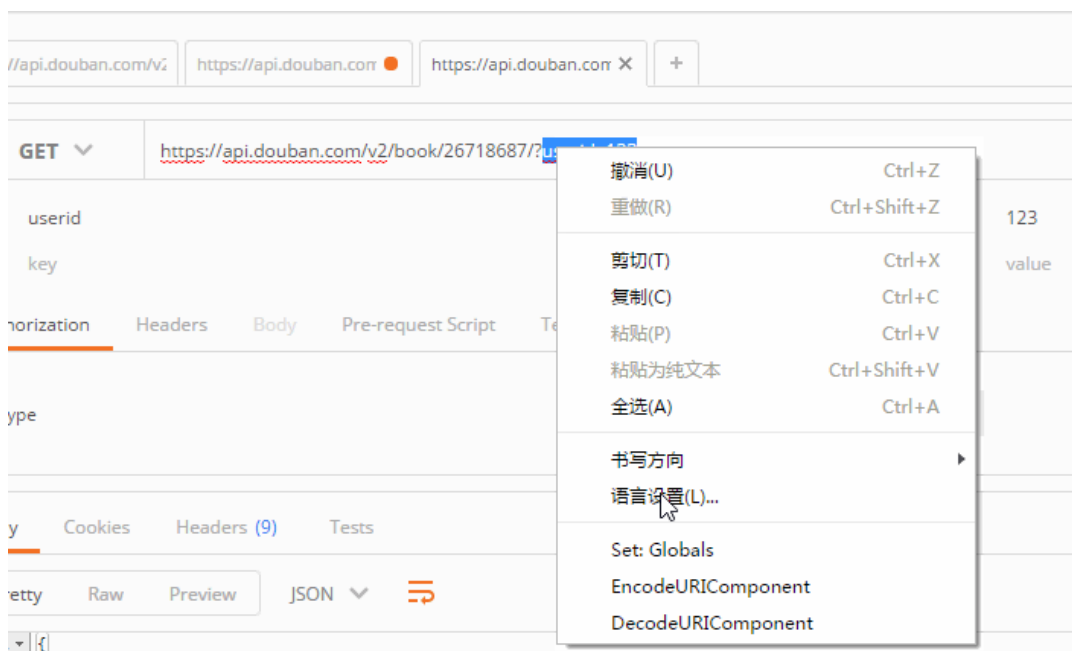 //api.douban.com/v2 https://api.douban.com https://api.douban.com × +
GET https://api.douban.com/v2/book/26718687/?
userid 123
key value
Headers Body Pre-request Script
撤消(U) Ctrl+Z
重做(R) Ctrl+Shift+Z
剪切(T) Ctrl+X
复制(C) Ctrl+C
粘贴(P) Ctrl+V
粘贴为纯文本 Ctrl+Shift+V
全选(A) Ctrl+A
书写方向
语言设置(L)...
Set: Globals
EncodeURIComponent
DecodeURIComponent
horization
ype
y Cookies Headers (9) Tests
retty Raw Preview JSON
{